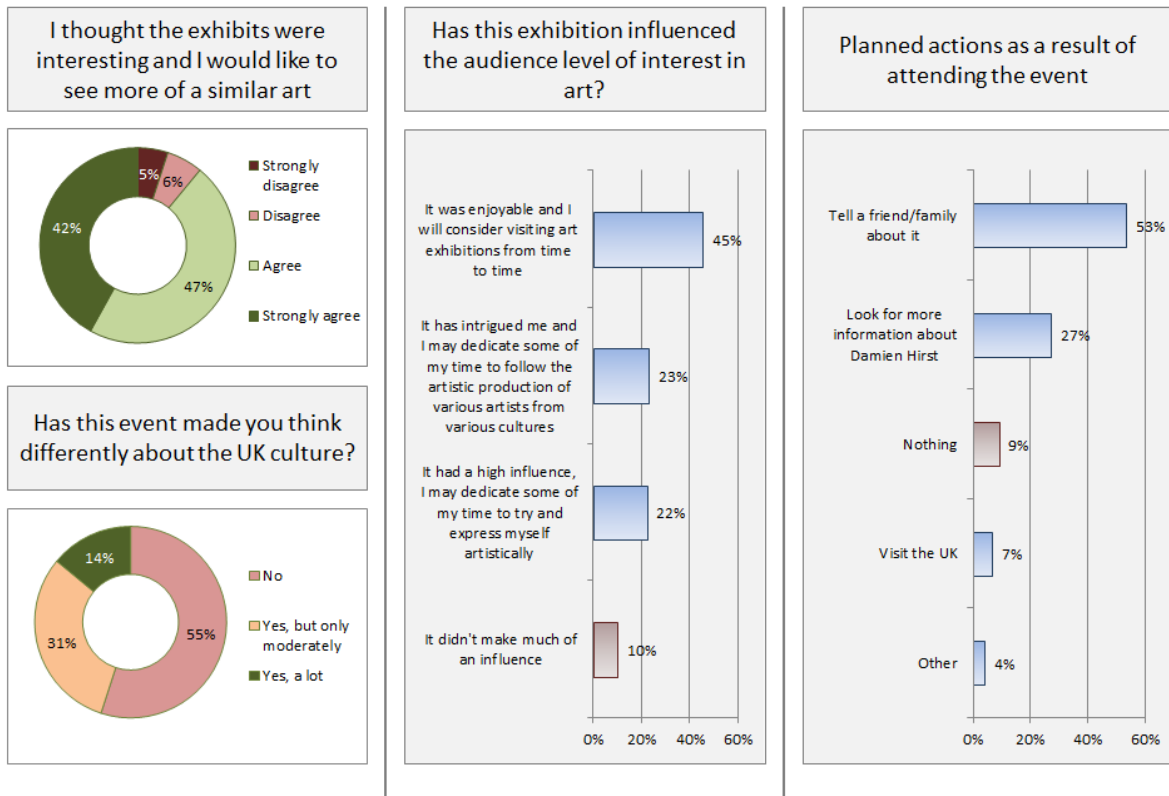 I thought the exhibits were
interesting and I would like to
see more of a similar art
5%
6%
47%
42%
Strongly
disagree
Disagree
Agree
Strongly agree
Has this event made you think
differently about the UK culture?
14%
31%
55%
No
Yes, but only
moderately
Yes, a lot
Has this exhibition influenced
the audience level of interest in
art?
It was enjoyable and I
will consider visiting art
exhibitions from time
to time
45%
It has intrigued me and
I may dedicate some of
my time to follow the
artistic production of
various artists from
various cultures
23%
It had a high influence,
I may dedicate some of
my time to try and
express myself
artistically
22%
It didn't make much of
an influence
10%
0% 20% 40% 60%
Planned actions as a result of
attending the event
Tell a friend/family
about it
53%
Look for more
information about
Damien Hirst
27%
Nothing
9%
Visit the UK
7%
Other
4%
0% 20% 40% 60%